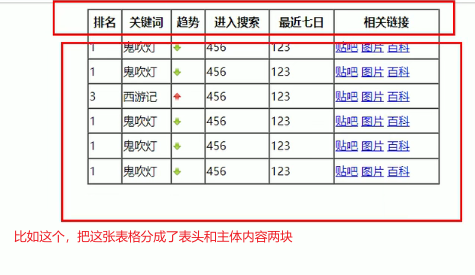 排名 关键词 趋势 进入搜索 最近七日 相关链接
1 鬼吹灯 456 123 贴吧 图片 百科
1 鬼吹灯 456 123 贴吧 图片 百科
3 西游记 456 123 贴吧 图片 百科
1 鬼吹灯 456 123 贴吧 图片 百科
1 鬼吹灯 456 123 贴吧 图片 百科
1 鬼吹灯 456 123 贴吧 图片 百科
比如这个，把这张表格分成了表头和主体内容两块